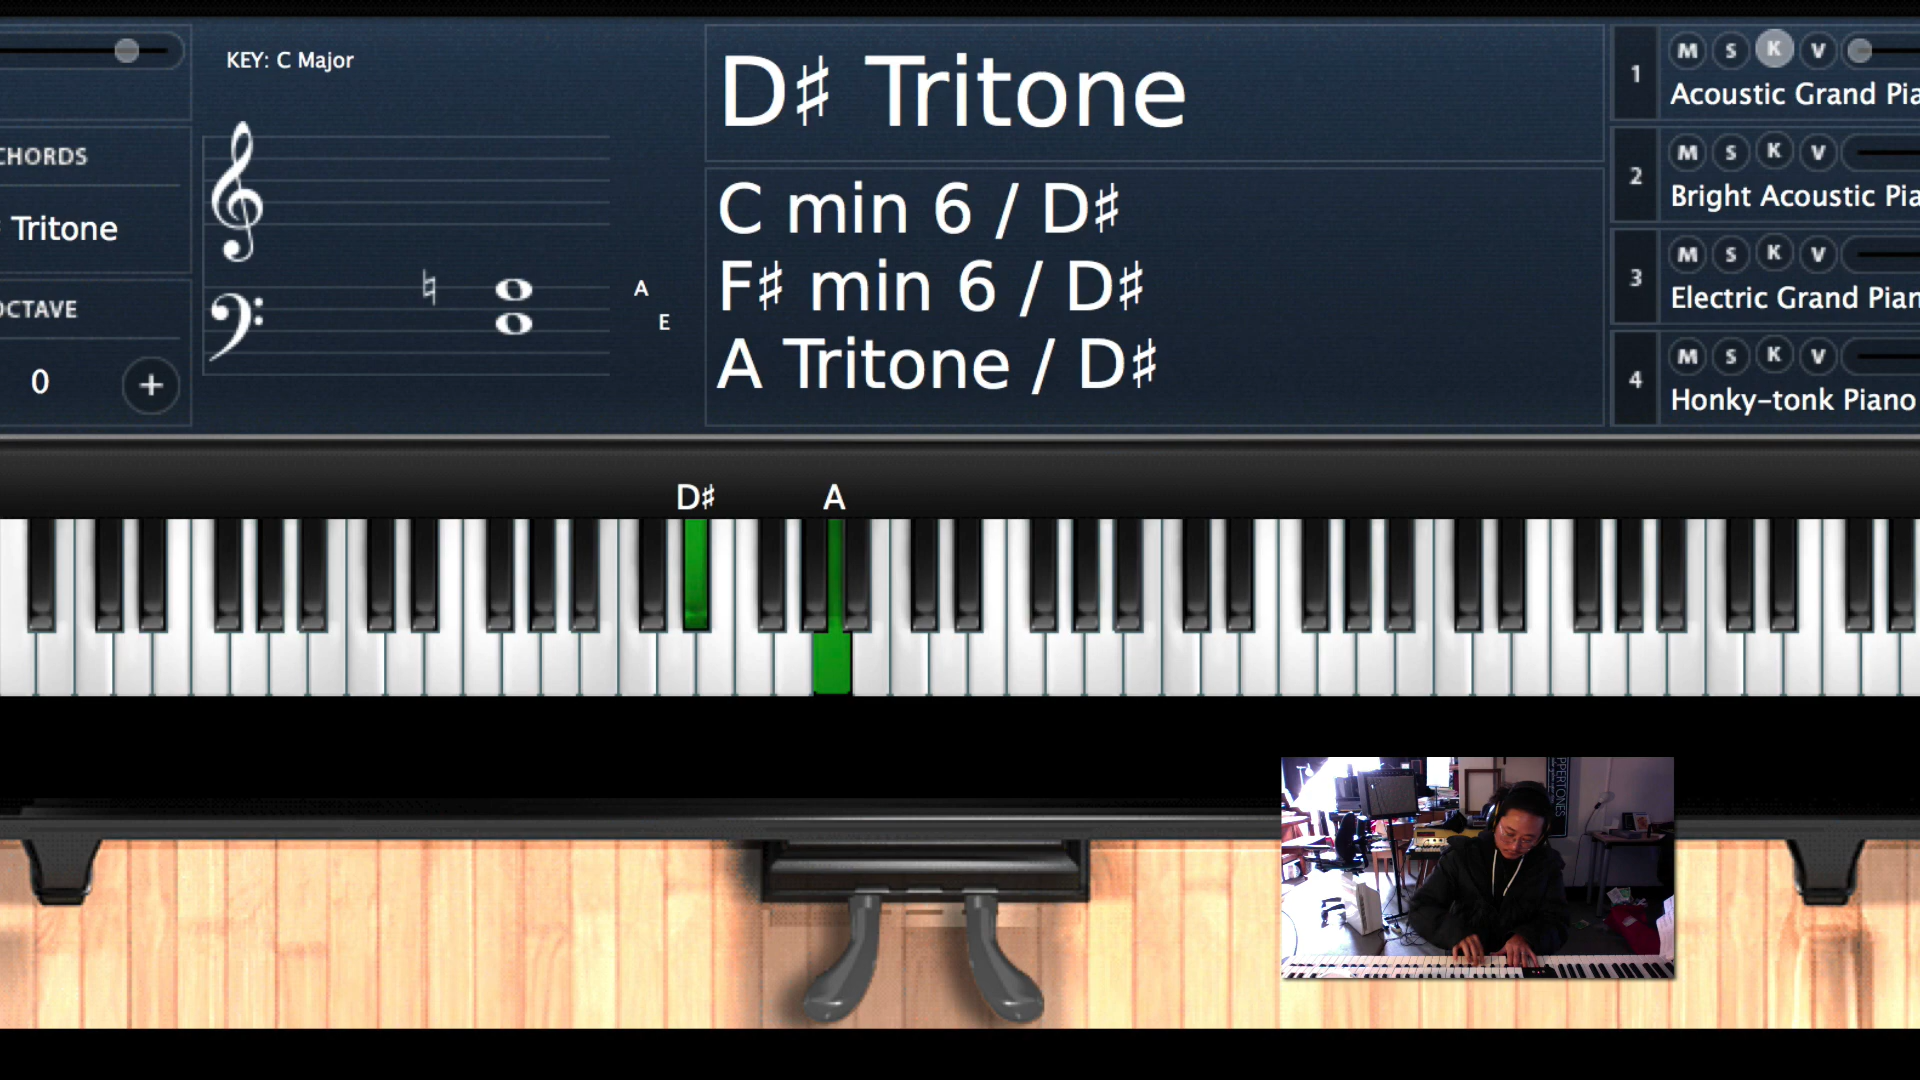 KEY: C Major
CHORDS
Tritone
OCTAVE
0
+
A
E
D♯ Tritone
C min 6 / D♯
F♯ min 6 / D♯
A Tritone / D♯
1
M S K V
Acoustic Grand Pia
2
M S K V
Bright Acoustic Pia
3
M S K V
Electric Grand Pian
4
M S K V
Honky-tonk Piano
D♯ A
PPERTONES